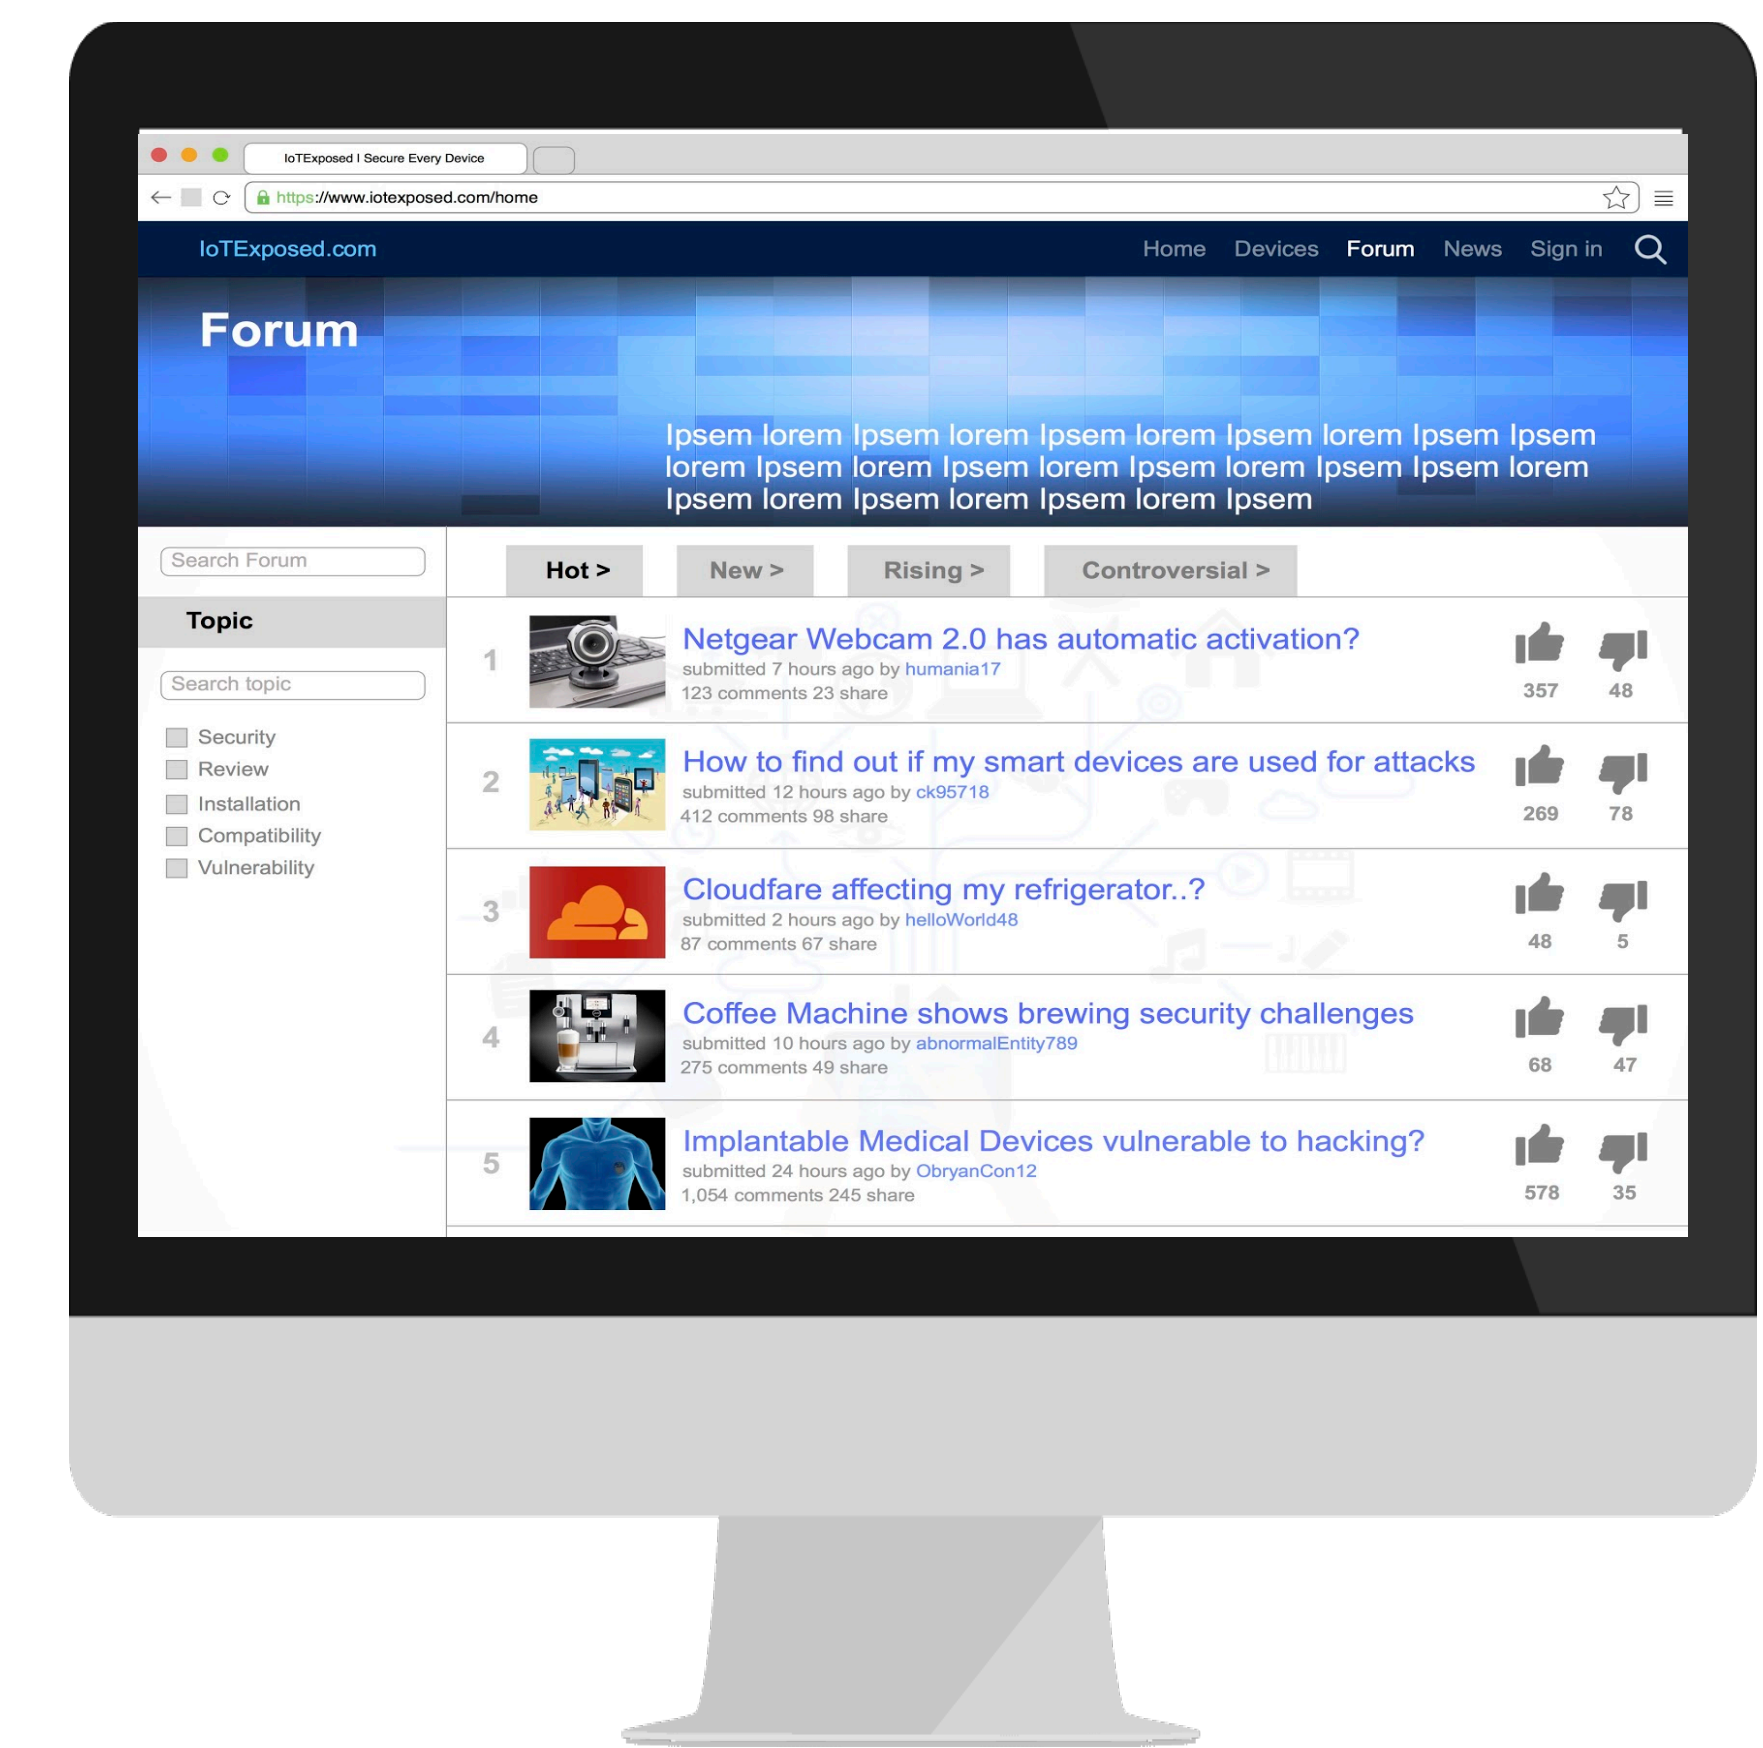 IoTExposed I Secure Every Device
https://www.iotexposed.com/home
IoTExposed.com
Home Devices Forum News Sign in
Forum
Ipsem lorem Ipsem lorem Ipsem lorem Ipsem lorem Ipsem Ipsem
lorem Ipsem lorem Ipsem lorem Ipsem lorem Ipsem Ipsem lorem
Ipsem lorem Ipsem lorem Ipsem lorem Ipsem
Search Forum
Topic
Search topic
Security
Review
Installation
Compatibility
Vulnerability
Hot > New > Rising > Controversial >
1
Netgear Webcam 2.0 has automatic activation?
submitted 7 hours ago by humania17
123 comments 23 share
357 48
2
How to find out if my smart devices are used for attacks
submitted 12 hours ago by ck95718
412 comments 98 share
269 78
3
Cloudfare affecting my refrigerator..?
submitted 2 hours ago by helloWorld48
87 comments 67 share
48 5
4
Coffee Machine shows brewing security challenges
submitted 10 hours ago by abnormalEntity789
275 comments 49 share
68 47
5
Implantable Medical Devices vulnerable to hacking?
submitted 24 hours ago by ObryanCon12
1,054 comments 245 share
578 35